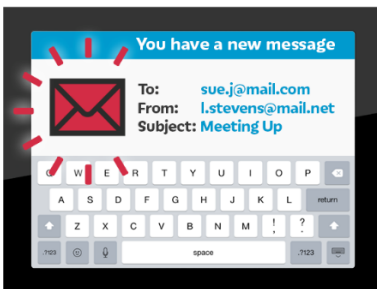 You have a new message
To: sue.j@mail.com
From: l.stevens@mail.net
Subject: Meeting Up
Q W E R T Y U I O P
A S D F G H J K L return
Z X C V B N M ! , ? .
.?123 space .?123